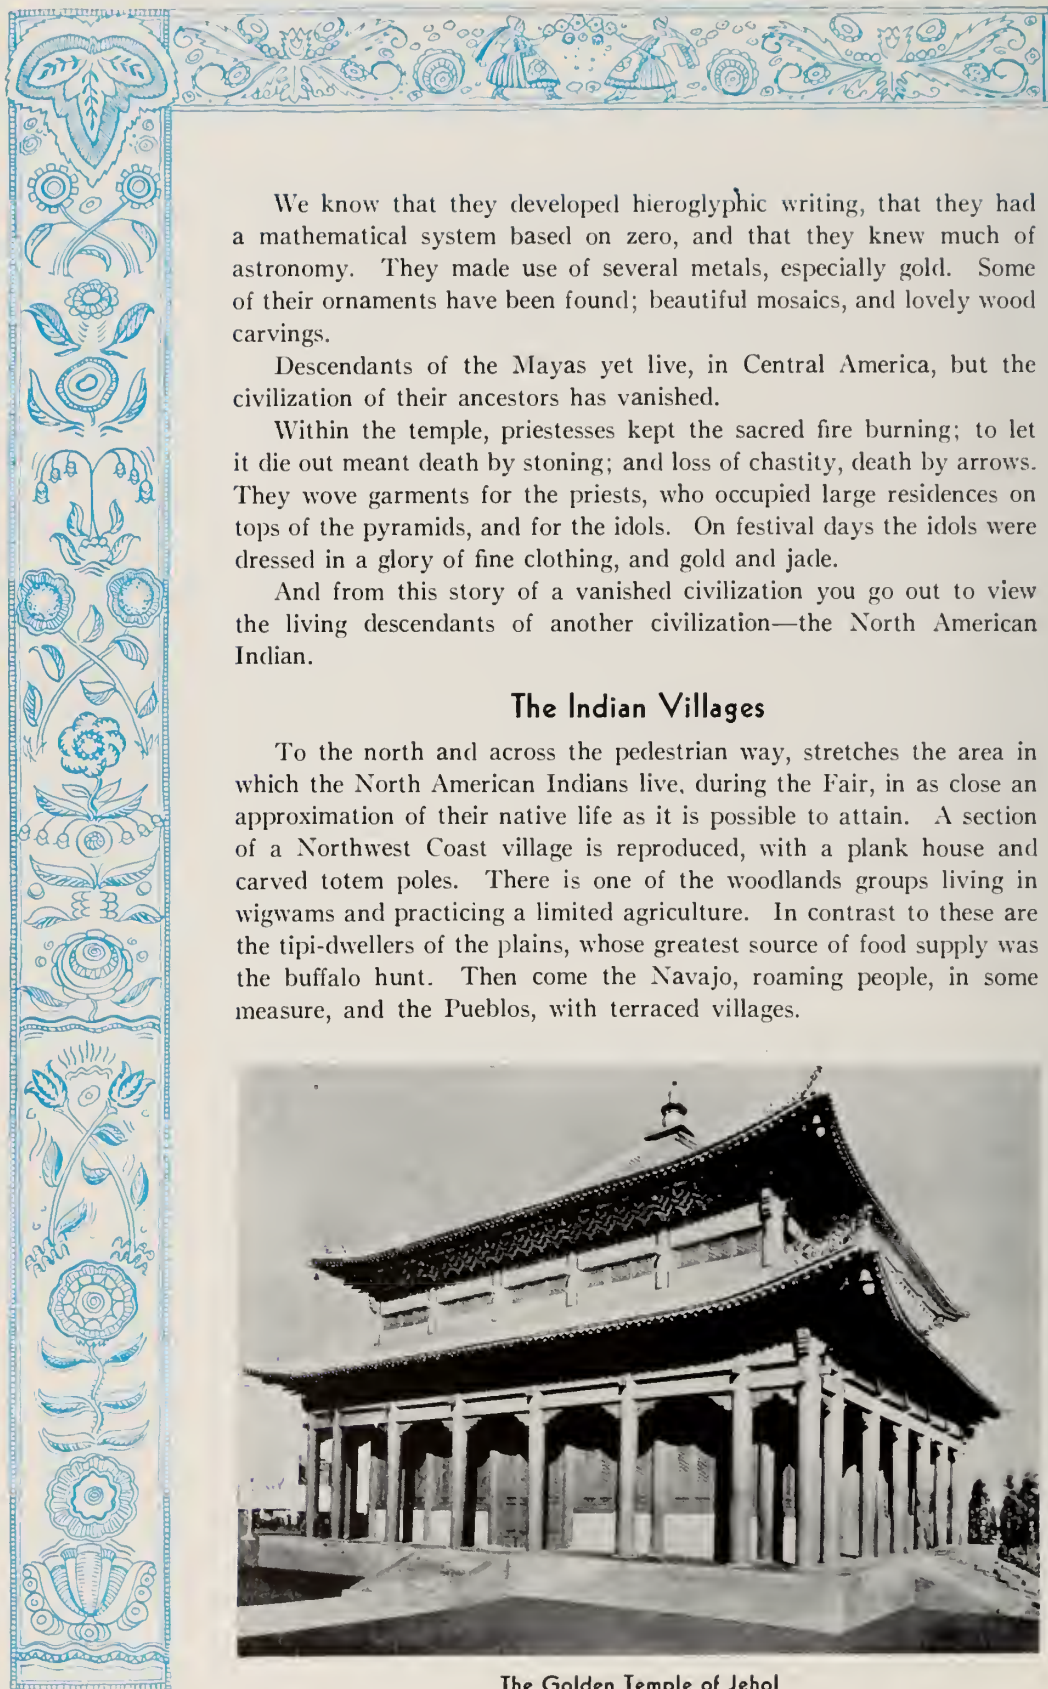 We know that they developed hieroglyphic writing, that they had
a mathematical system based on zero, and that they knew much of
astronomy. They made use of several metals, especially gold. Some
of their ornaments have been found; beautiful mosaics, and lovely wood
carvings.
Descendants of the Mayas yet live, in Central America, but the
civilization of their ancestors has vanished.
Within the temple, priestesses kept the sacred fire burning; to let
it die out meant death by stoning; and loss of chastity, death by arrows.
They wove garments for the priests, who occupied large residences on
tops of the pyramids, and for the idols. On festival days the idols were
dressed in a glory of fine clothing, and gold and jade.
And from this story of a vanished civilization you go out to view
the living descendants of another civilization—the North American
Indian.
The Indian Villages
To the north and across the pedestrian way, stretches the area in
which the North American Indians live, during the Fair, in as close an
approximation of their native life as it is possible to attain. A section
of a Northwest Coast village is reproduced, with a plank house and
carved totem poles. There is one of the woodlands groups living in
wigwams and practicing a limited agriculture. In contrast to these are
the tipi-dwellers of the plains, whose greatest source of food supply was
the buffalo hunt. Then come the Navajo, roaming people, in some
measure, and the Pueblos, with terraced villages.
The Golden Temple of Jehol